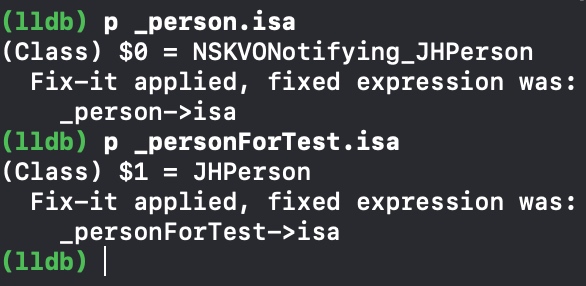 (lldb) p _person.isa
(Class) $0 = NSKVONotifying_JHPerson
  Fix-it applied, fixed expression was:
    _person->isa
(lldb) p _personForTest.isa
(Class) $1 = JHPerson
  Fix-it applied, fixed expression was:
    _personForTest->isa
(lldb)